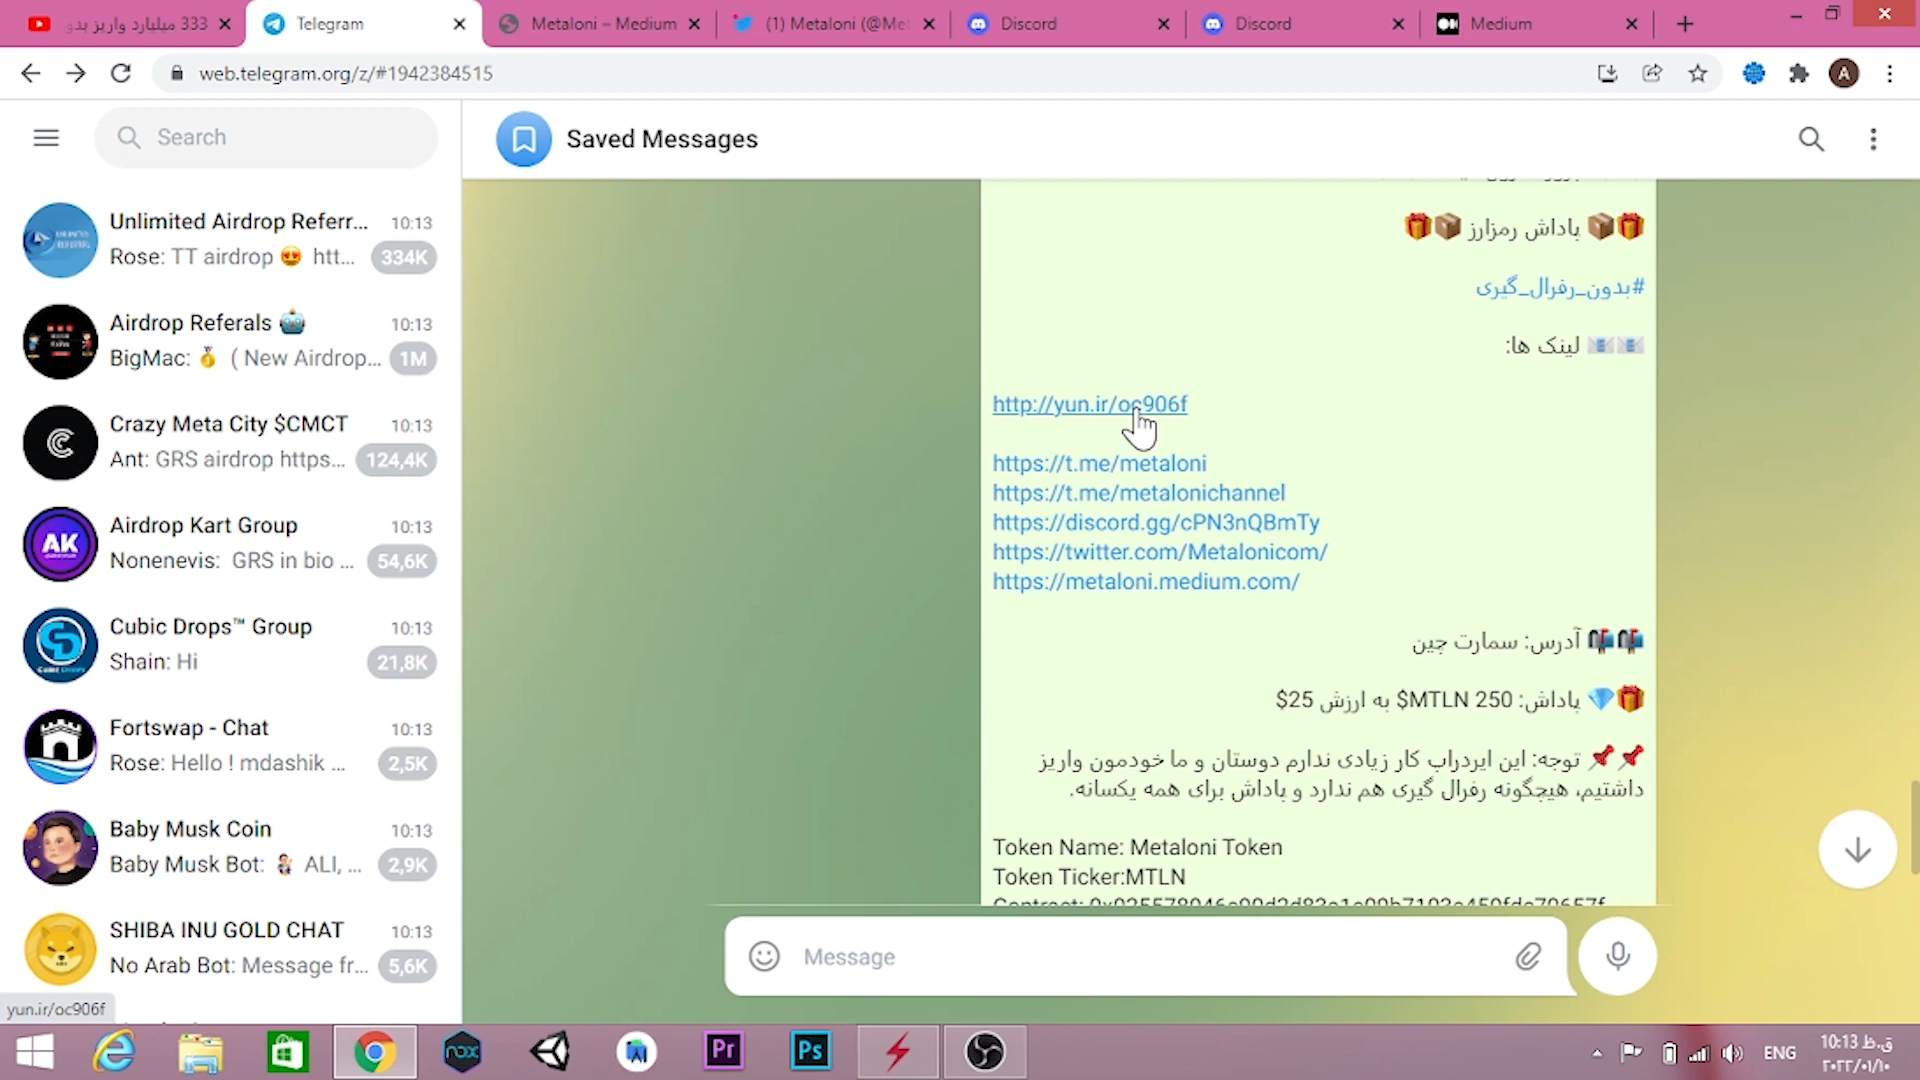 333 میلیارد واریز بدو
Telegram
Metaloni – Medium
(1) Metaloni (@Met
Discord
Discord
Medium
web.telegram.org/z/#1942384515
A
Search
Saved Messages
Unlimited Airdrop Referr... 10:13
Rose: TT airdrop 😍 htt... 334K
Airdrop Referals 🤖 10:13
BigMac: 🥇 ( New Airdrop... 1M
Crazy Meta City $CMCT 10:13
Ant: GRS airdrop https... 124,4K
AK
Airdrop Kart Group 10:13
Nonenevis: GRS in bio ... 54,6K
Cubic Drops™ Group 10:13
Shain: Hi 21,8K
Fortswap - Chat 10:13
Rose: Hello ! mdashik ... 2,5K
Baby Musk Coin 10:13
Baby Musk Bot: ALI, ... 2,9K
SHIBA INU GOLD CHAT 10:13
No Arab Bot: Message fr... 5,6K
yun.ir/oc906f
🎁📦 پاداش رمزارز 📦🎁
#بدون_رفرال_گیری
📧📧 لینک ها:
http://yun.ir/oc906f
https://t.me/metaloni
https://t.me/metalonichannel
https://discord.gg/cPN3nQBmTy
https://twitter.com/Metalonicom/
https://metaloni.medium.com/
📬📬 آدرس: سمارت چین
🎁💎 پاداش: 250 MTLN$ به ارزش 25$
📌📌 توجه: این ایردراپ کار زیادی ندارم دوستان و ما خودمون واریز
داشتیم، هیچگونه رفرال گیری هم ندارد و پاداش برای همه یکسانه.
Token Name: Metaloni Token
Token Ticker:MTLN
Message
nox
Pr
Ps
ENG
10:13 ق.ظ
۲۰۲۲/۰۱/۱۰